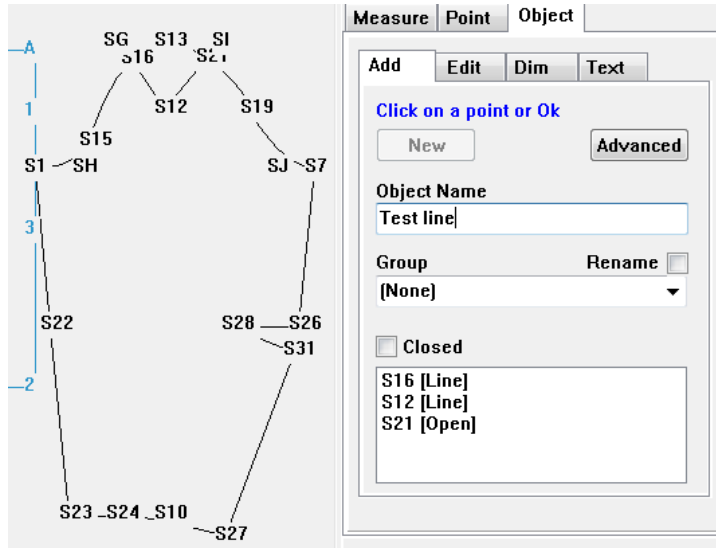 SG S13 SI
A
S16 S21
1
S12 S19
S15
S1 SH SJ S7
3
S22 S28 S26
S31
2
S23 S24 S10
S27
Measure Point Object
Add Edit Dim Text
Click on a point or Ok
New Advanced
Object Name
Test line
Group Rename
(None)
Closed
S16 [Line]
S12 [Line]
S21 [Open]